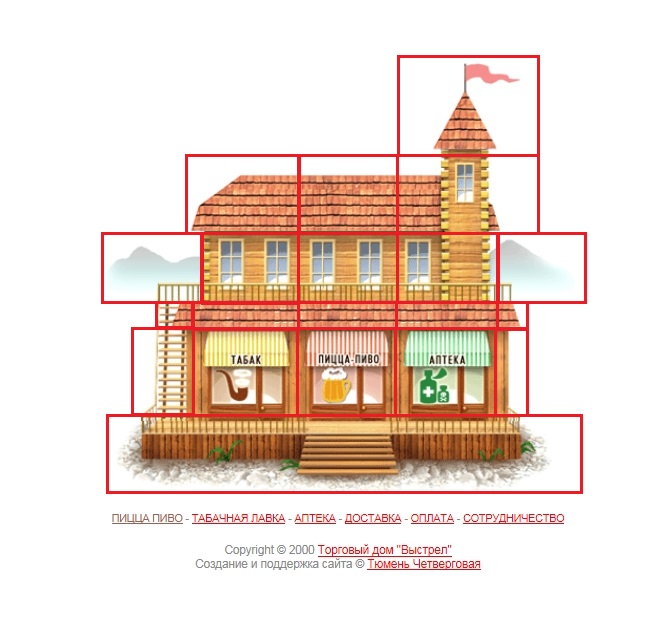 ТАБАК ПИЦЦА-ПИВО АПТЕКА
ПИЦЦА ПИВО - ТАБАЧНАЯ ЛАВКА - АПТЕКА - ДОСТАВКА - ОПЛАТА - СОТРУДНИЧЕСТВО
Copyright © 2000 Торговый дом "Выстрел"
Создание и поддержка сайта © Тюмень Четверговая